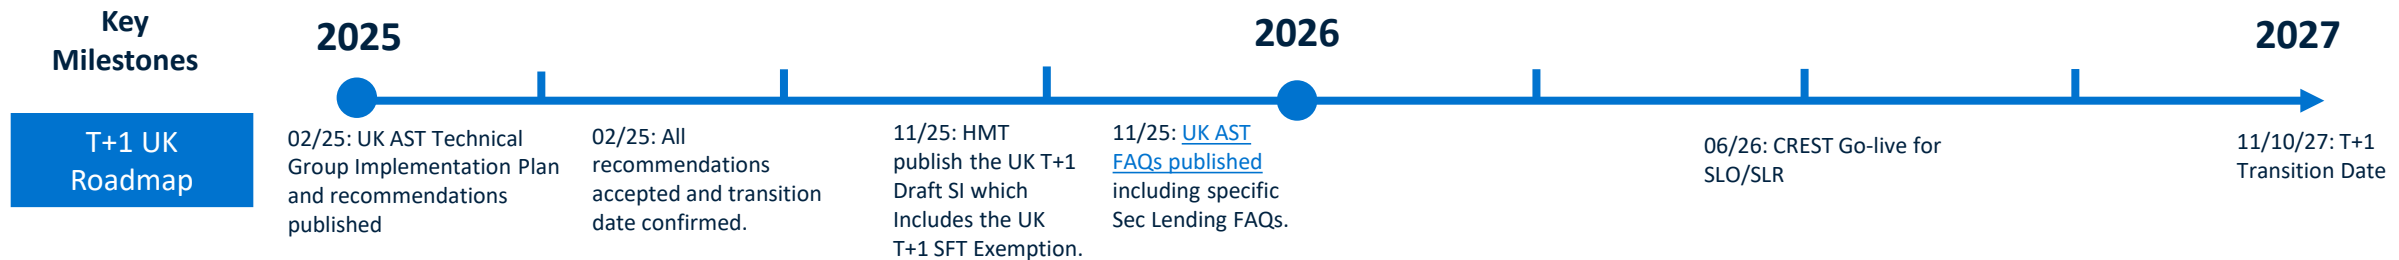 Key
Milestones
2025
2026
2027
T+1 UK
Roadmap
02/25: UK AST Technical
Group Implementation Plan
and recommendations
published
02/25: All
recommendations
accepted and transition
date confirmed.
11/25: HMT
publish the UK T+1
Draft SI which
Includes the UK
T+1 SFT Exemption.
11/25: UK AST
FAQs published
including specific
Sec Lending FAQs.
06/26: CREST Go-live for
SLO/SLR
11/10/27: T+1
Transition Date